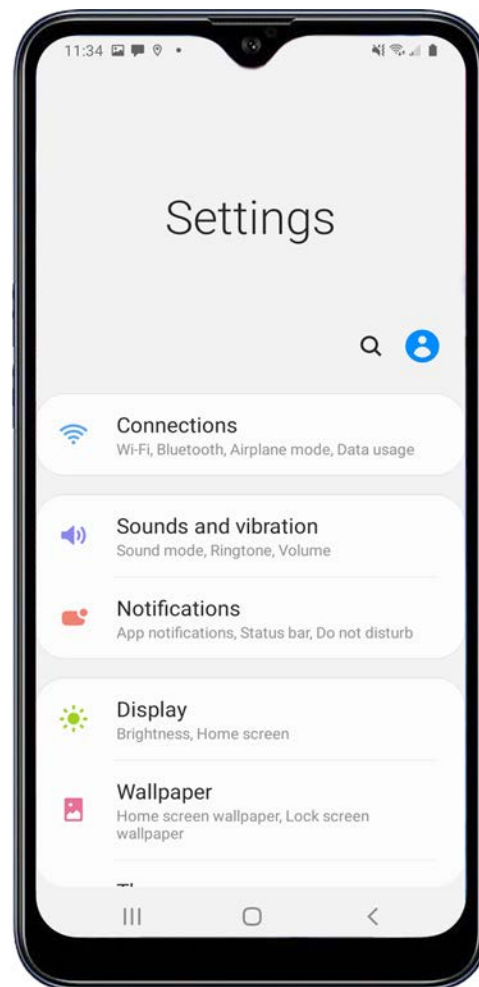 11:34
Settings
Connections
Wi-Fi, Bluetooth, Airplane mode, Data usage
Sounds and vibration
Sound mode, Ringtone, Volume
Notifications
App notifications, Status bar, Do not disturb
Display
Brightness, Home screen
Wallpaper
Home screen wallpaper, Lock screen
wallpaper